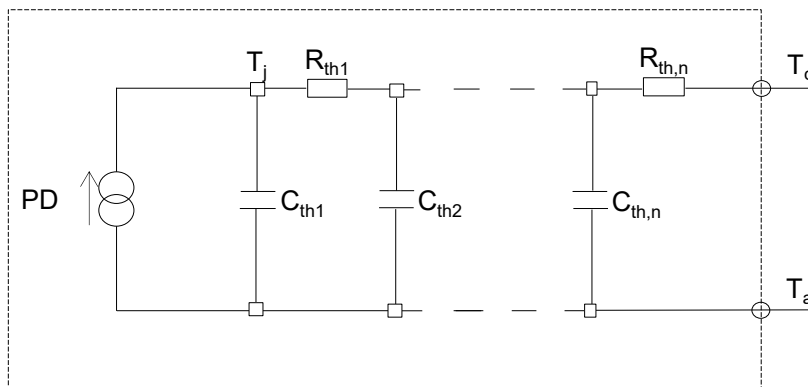 T_j
R_th1
R_th,n
T_c
PD
C_th1
C_th2
C_th,n
T_a